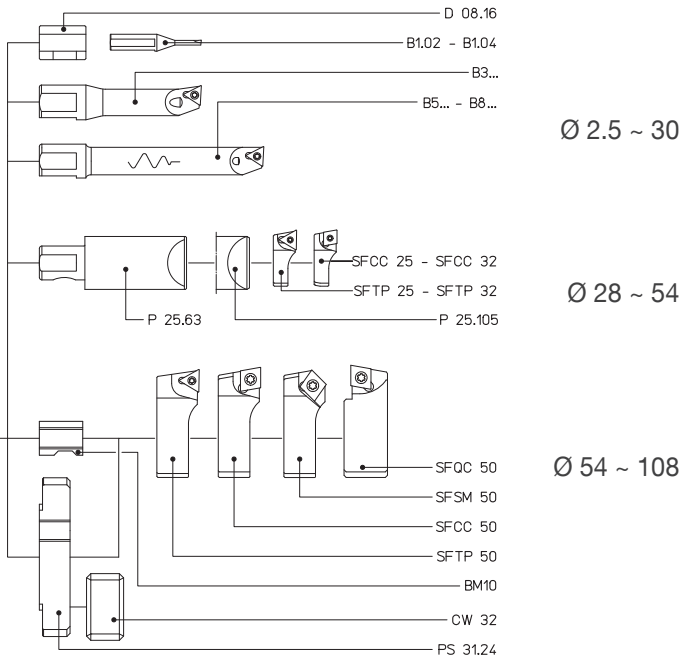 D 08.16
B1.02 - B1.04
B3...
B5... - B8...
Ø 2.5 ~ 30
SFCC 25 - SFCC 32
SFTP 25 - SFTP 32
Ø 28 ~ 54
P 25.63
P 25.105
SFQC 50
Ø 54 ~ 108
SFSM 50
SFCC 50
SFTP 50
BM10
CW 32
PS 31.24